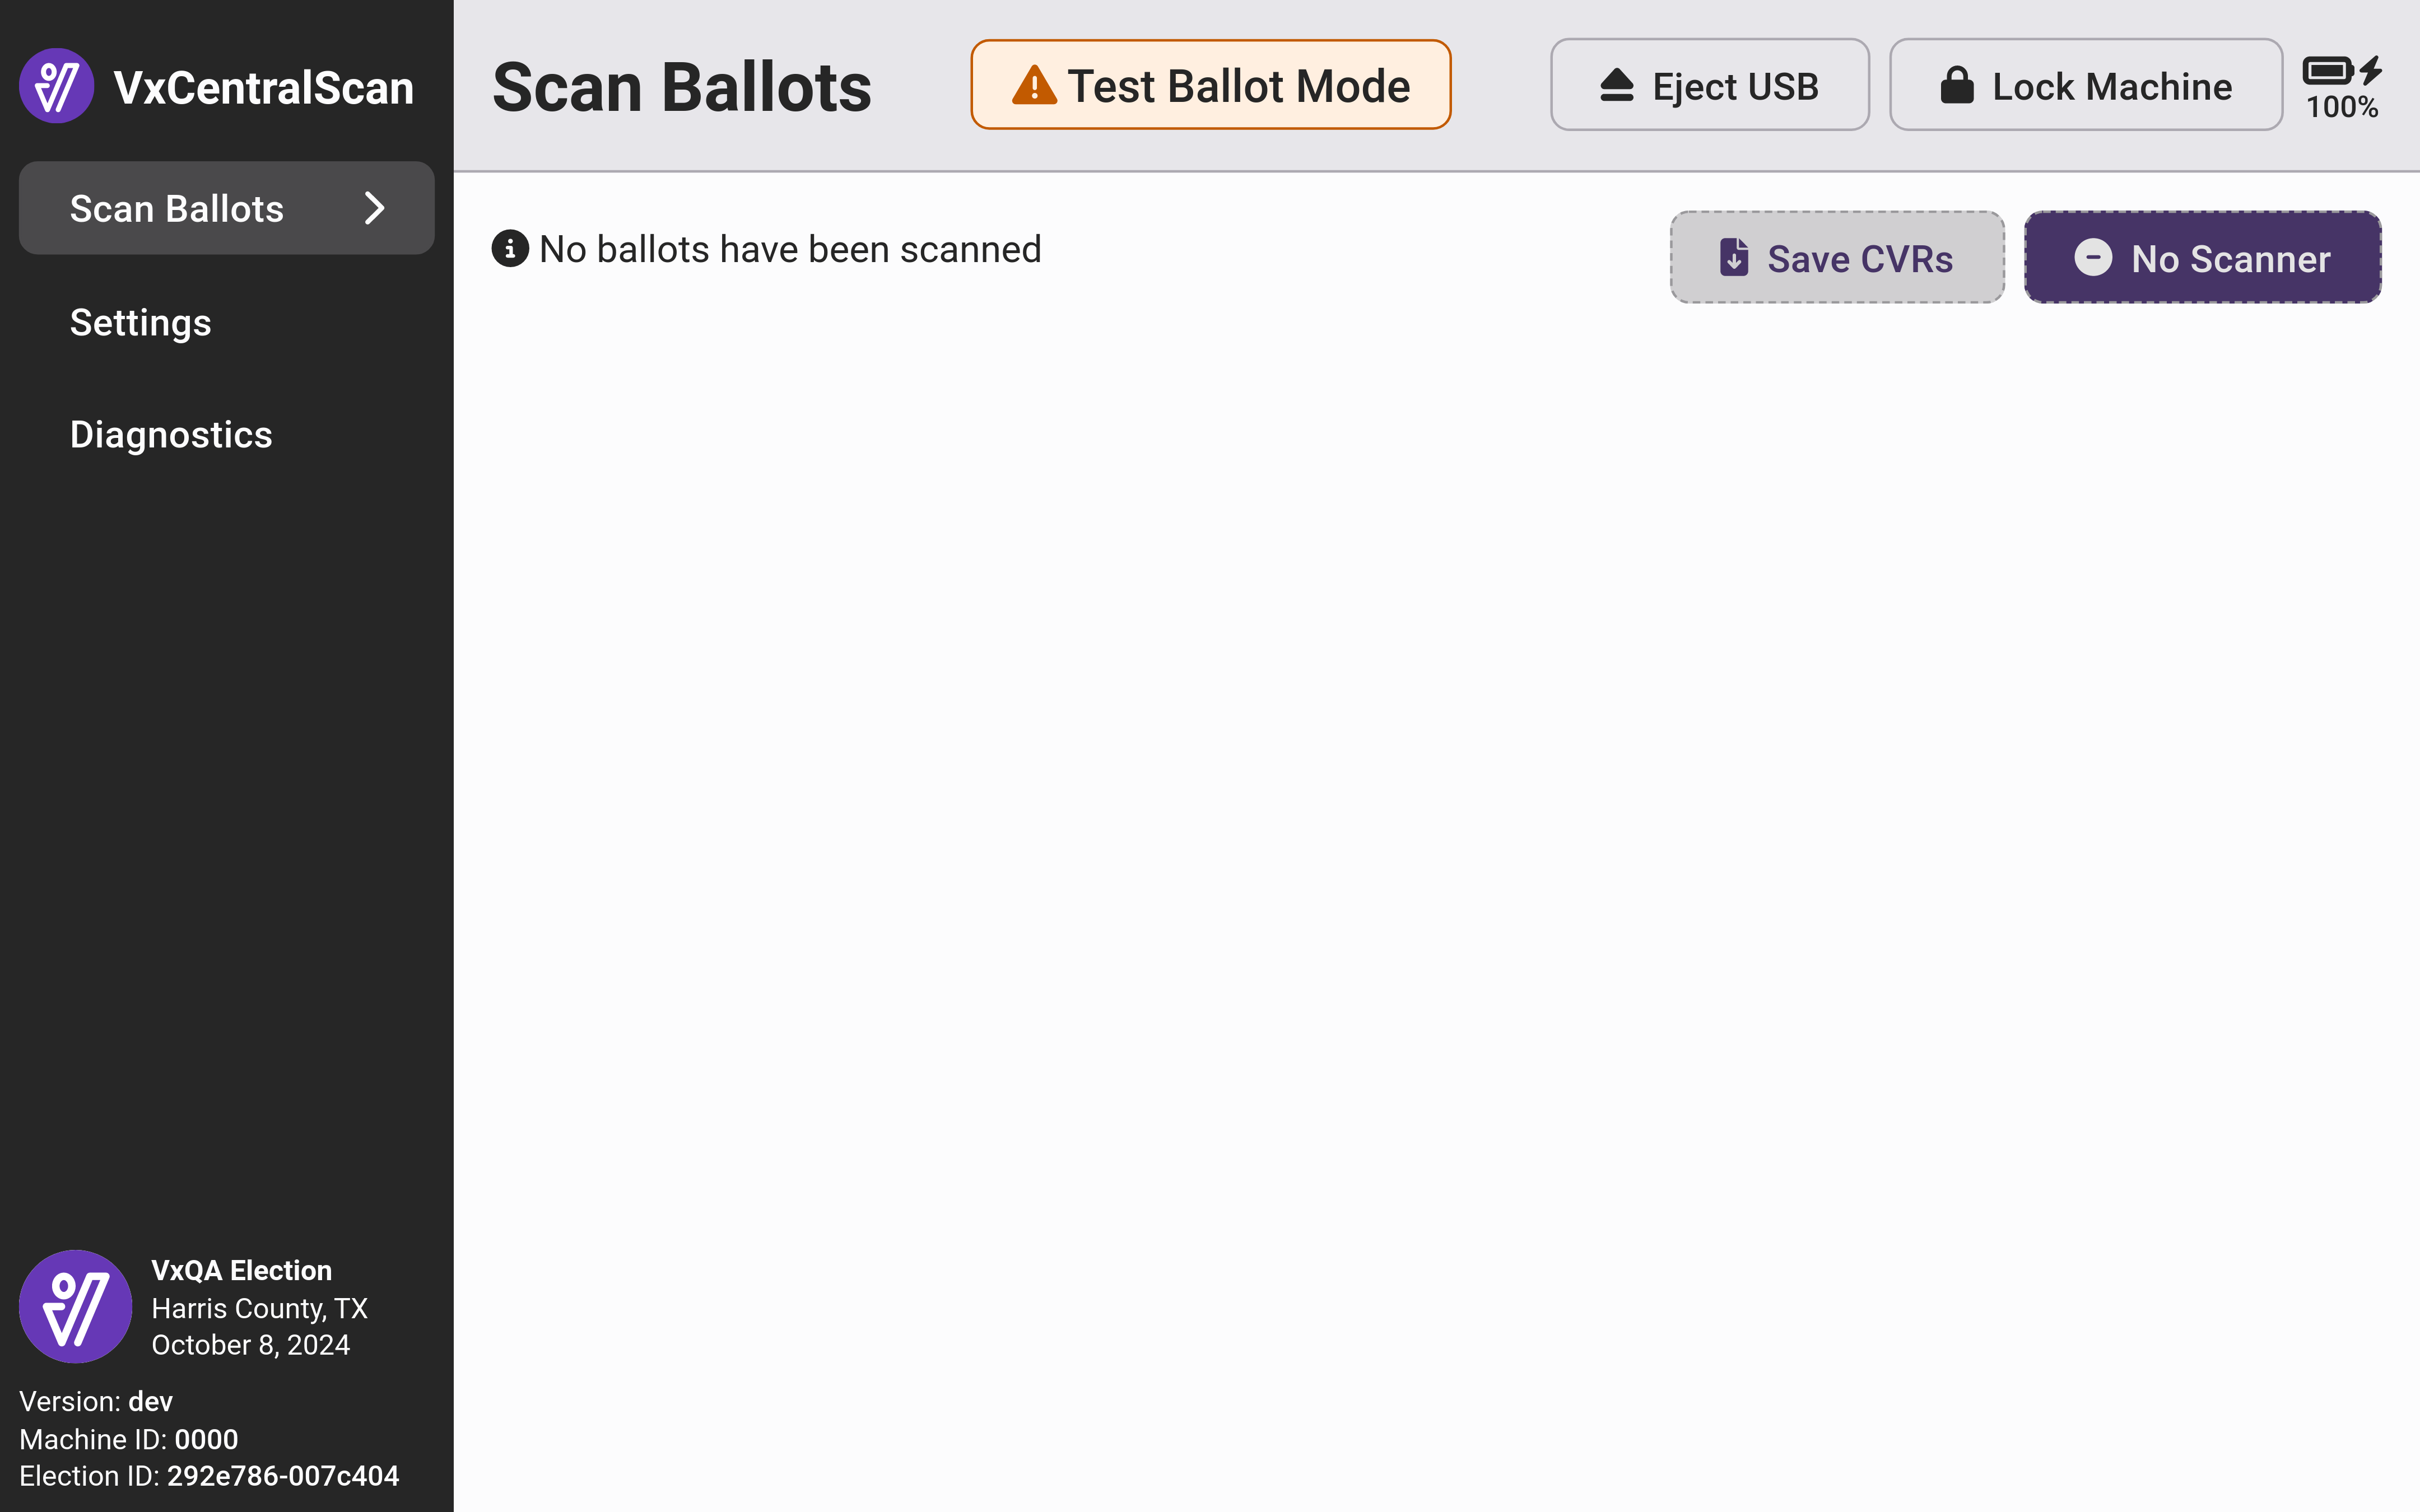 VxCentralScan
Scan Ballots
Settings
Diagnostics
VxQA Election
Harris County, TX
October 8, 2024
Version: dev
Machine ID: 0000
Election ID: 292e786-007c404
Scan Ballots
Test Ballot Mode
Eject USB
Lock Machine
100%
No ballots have been scanned
Save CVRs
No Scanner